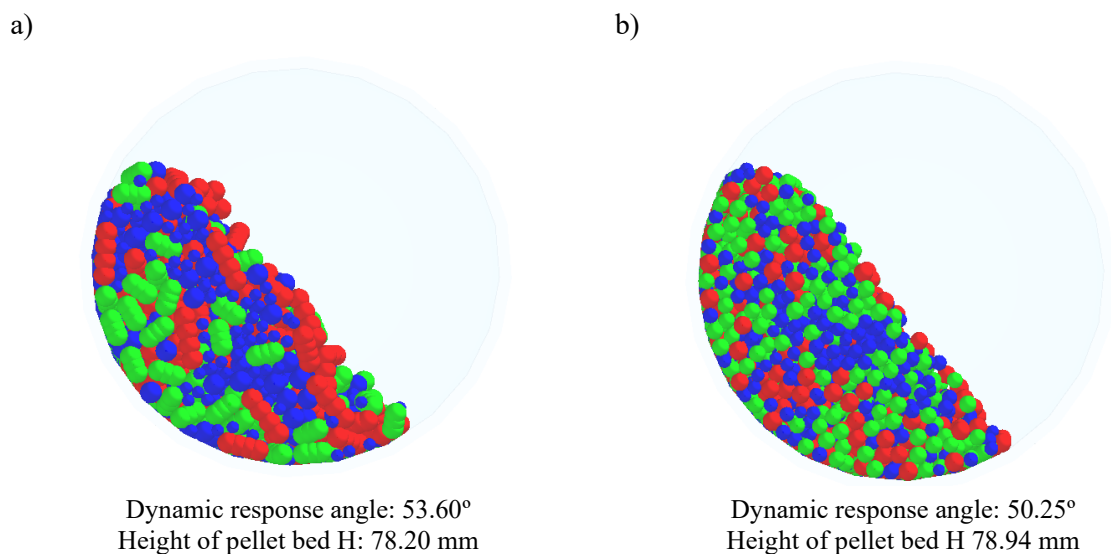 a)
b)
Dynamic response angle: 53.60º
Height of pellet bed H: 78.20 mm
Dynamic response angle: 50.25º
Height of pellet bed H 78.94 mm